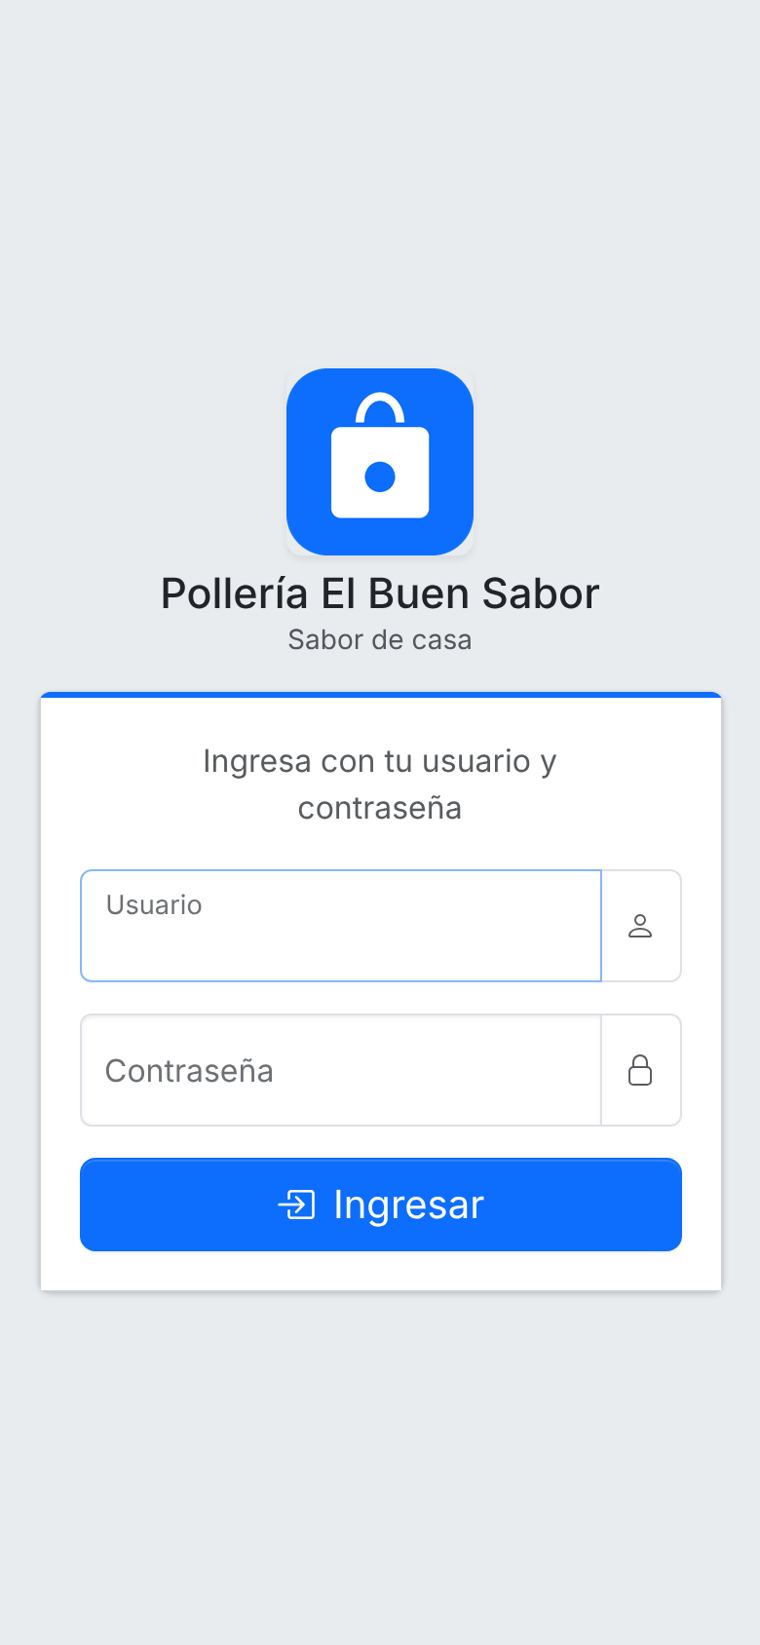 Pollería El Buen Sabor
Sabor de casa
Ingresa con tu usuario y
contraseña
Usuario
Contraseña
Ingresar